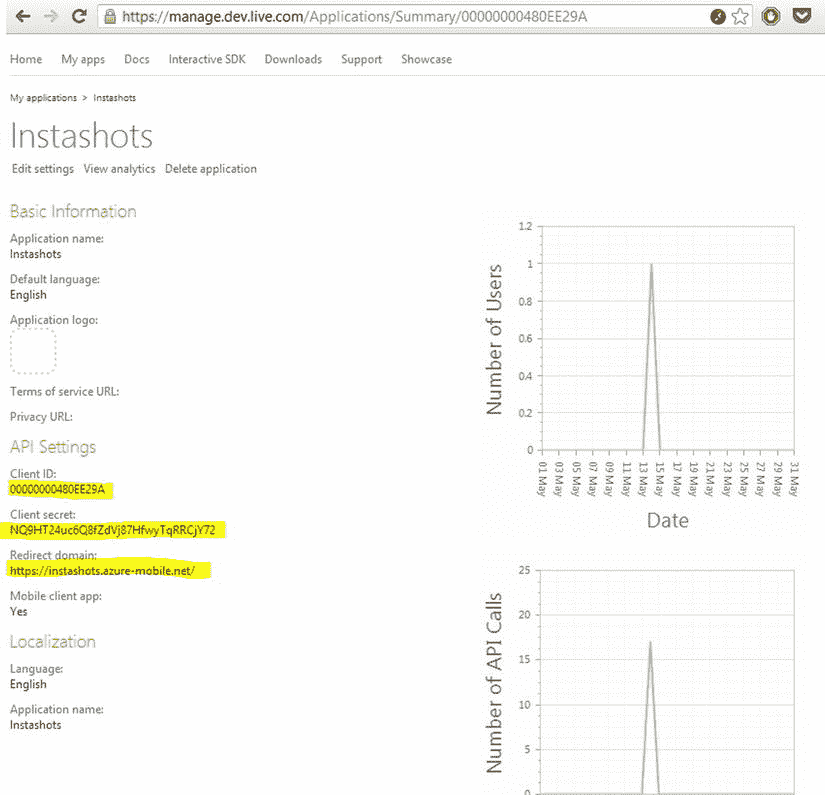 https://manage.dev.live.com/Applications/Summary/00000000480EE29A
Home My apps Docs Interactive SDK Downloads Support Showcase
My applications > Instashots
Instashots
Edit settings View analytics Delete application
Basic Information
Application name:
Instashots
Default language:
English
Application logo:
Terms of service URL:
Privacy URL:
API Settings
Client ID:
00000000480EE29A
Client secret:
NQ9HT24uc6Q8fZdVj87HfwyTqRRCjY72
Redirect domain:
https://instashots.azure-mobile.net/
Mobile client app:
Yes
Localization
Language:
English
Application name:
Instashots
Number of Users
1.2
1
0.8
0.6
0.4
0.2
0
01 May
03 May
05 May
07 May
09 May
11 May
13 May
15 May
17 May
19 May
21 May
23 May
25 May
27 May
29 May
31 May
Date
Number of API Calls
25
20
15
10
5
0